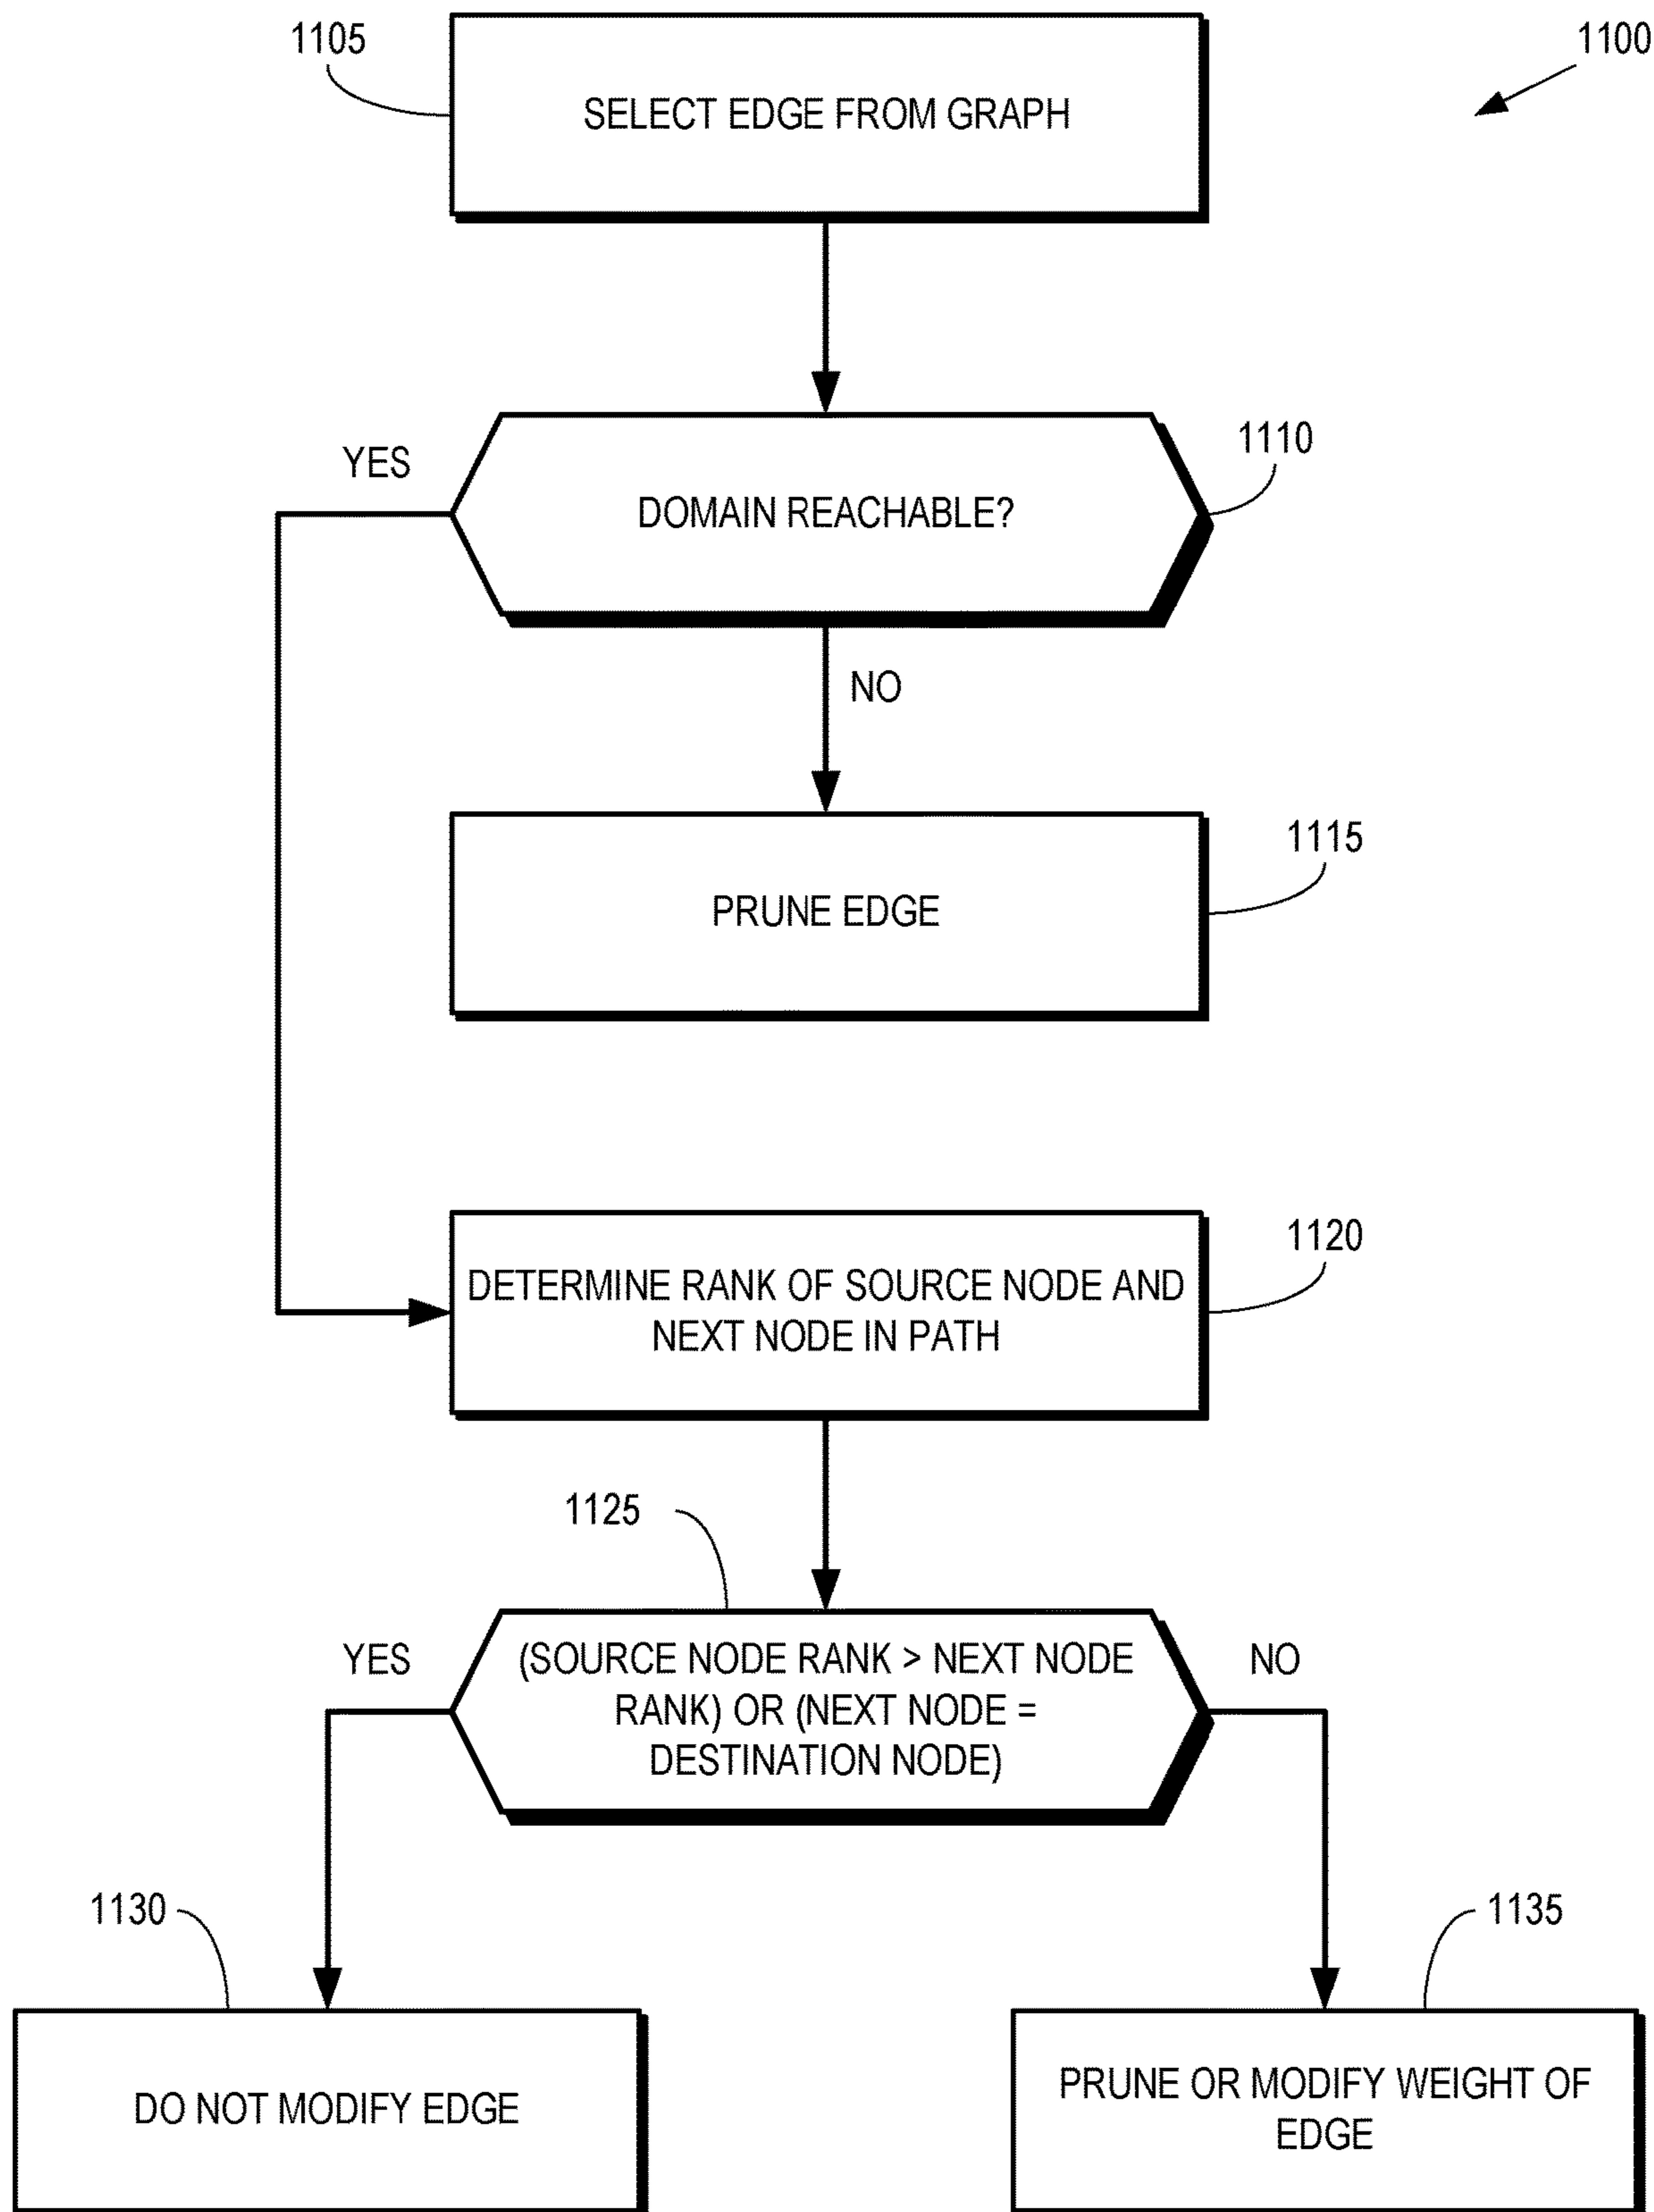 1105
1100
SELECT EDGE FROM GRAPH
YES
1110
DOMAIN REACHABLE?
NO
1115
PRUNE EDGE
1120
DETERMINE RANK OF SOURCE NODE AND
NEXT NODE IN PATH
1125
YES
(SOURCE NODE RANK > NEXT NODE
RANK) OR (NEXT NODE =
DESTINATION NODE)
NO
1130
1135
DO NOT MODIFY EDGE
PRUNE OR MODIFY WEIGHT OF
EDGE